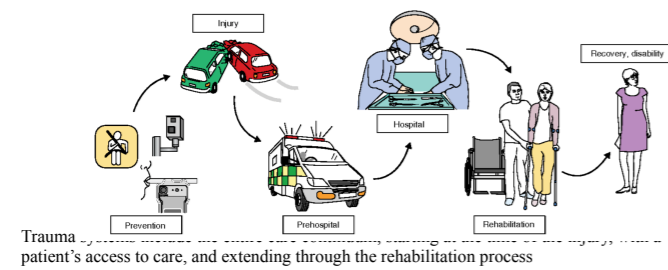 Injury
Recovery, disability
Hospital
Prevention
Prehospital
Rehabilitation
Trauma
patient's access to care, and extending through the rehabilitation process